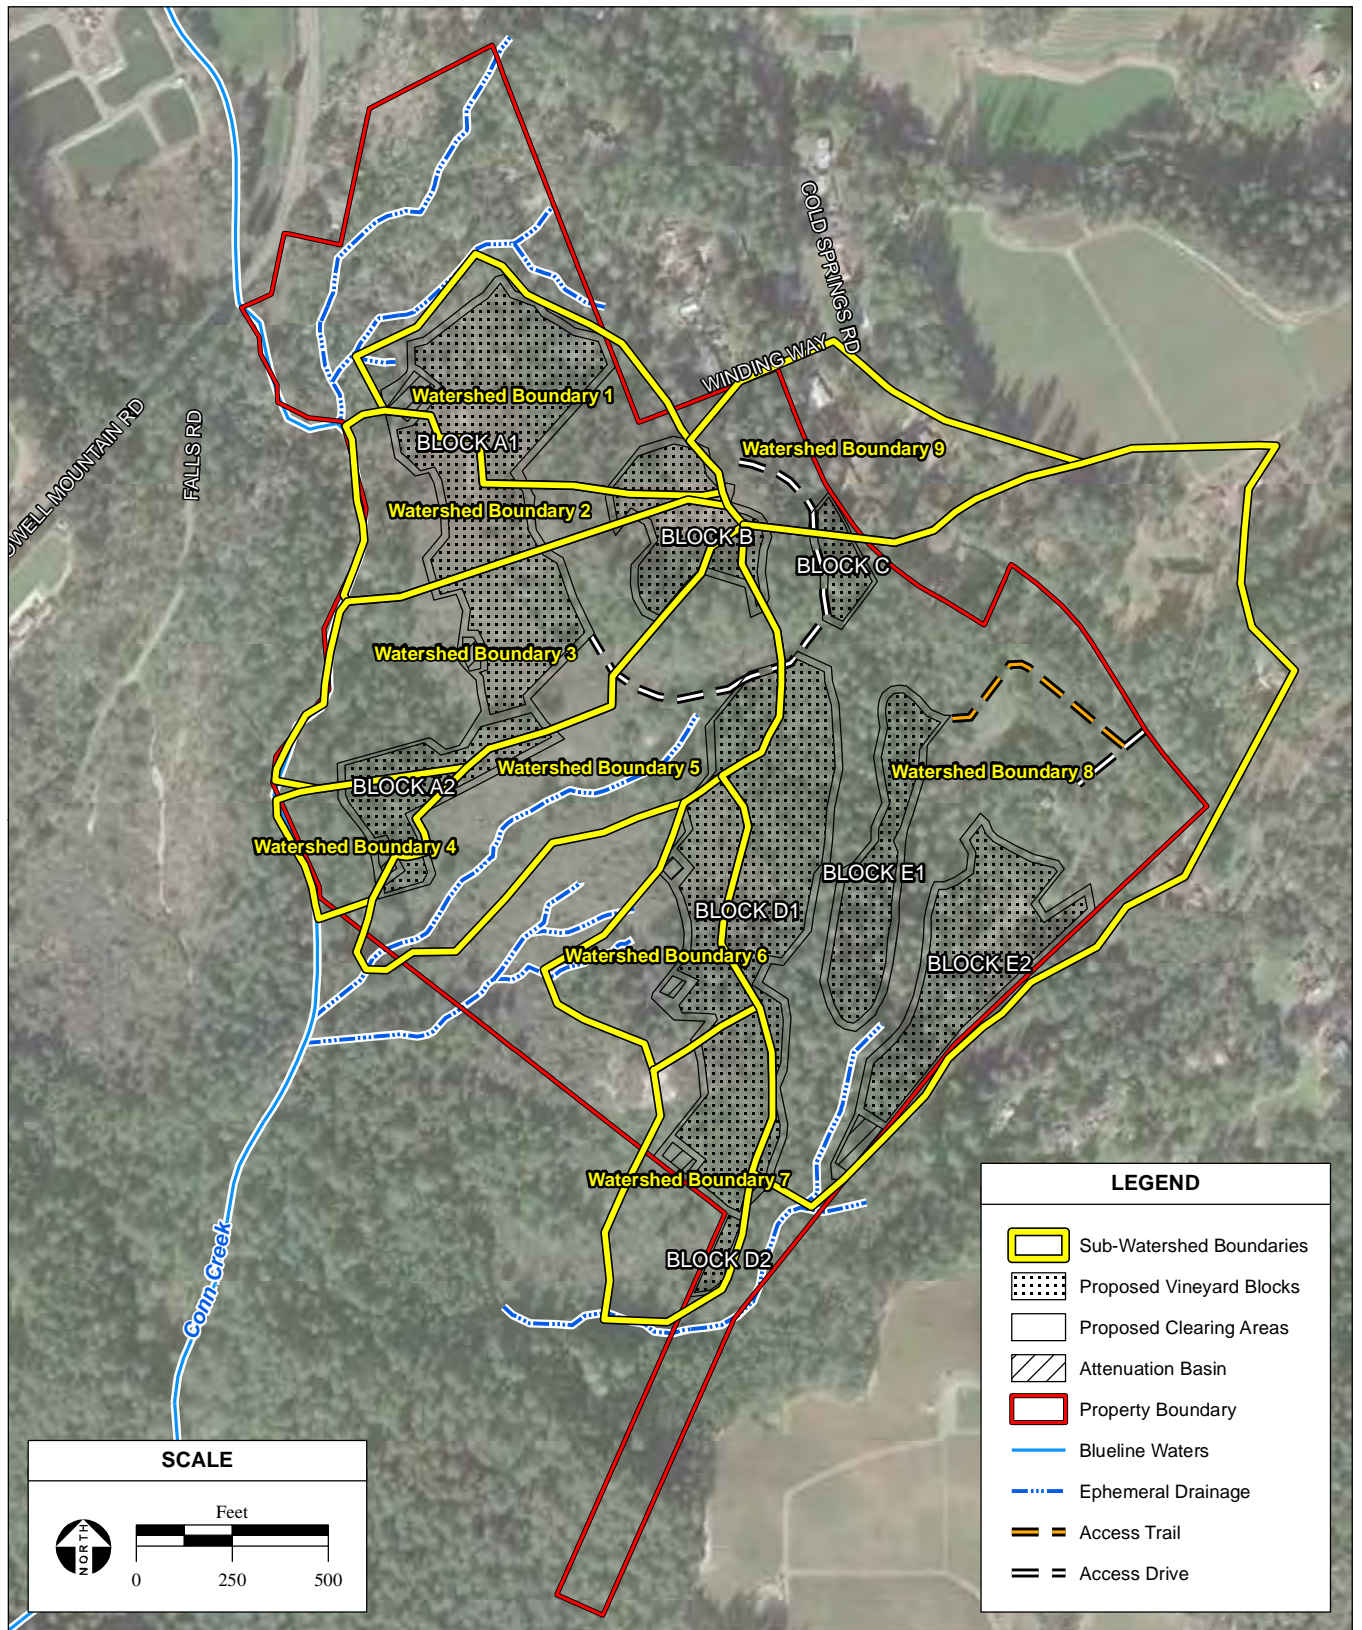 COLD SPRINGS RD
WINDING WAY
Watershed Boundary 1
FALLS RD
BLOCK A1
Watershed Boundary 9
Watershed Boundary 2
BLOCK B
BLOCK C
Watershed Boundary 3
Watershed Boundary 5
Watershed Boundary 8
BLOCK A2
Watershed Boundary 4
BLOCK E1
BLOCK D1
Watershed Boundary 6
BLOCK E2
Watershed Boundary 7
BLOCK D2
Conn Creek
MOUNTAIN RD
LEGEND
Sub-Watershed Boundaries
Proposed Vineyard Blocks
Proposed Clearing Areas
Attenuation Basin
Property Boundary
Blueline Waters
Ephemeral Drainage
Access Trail
Access Drive
SCALE
Feet
NORTH
0 250 500